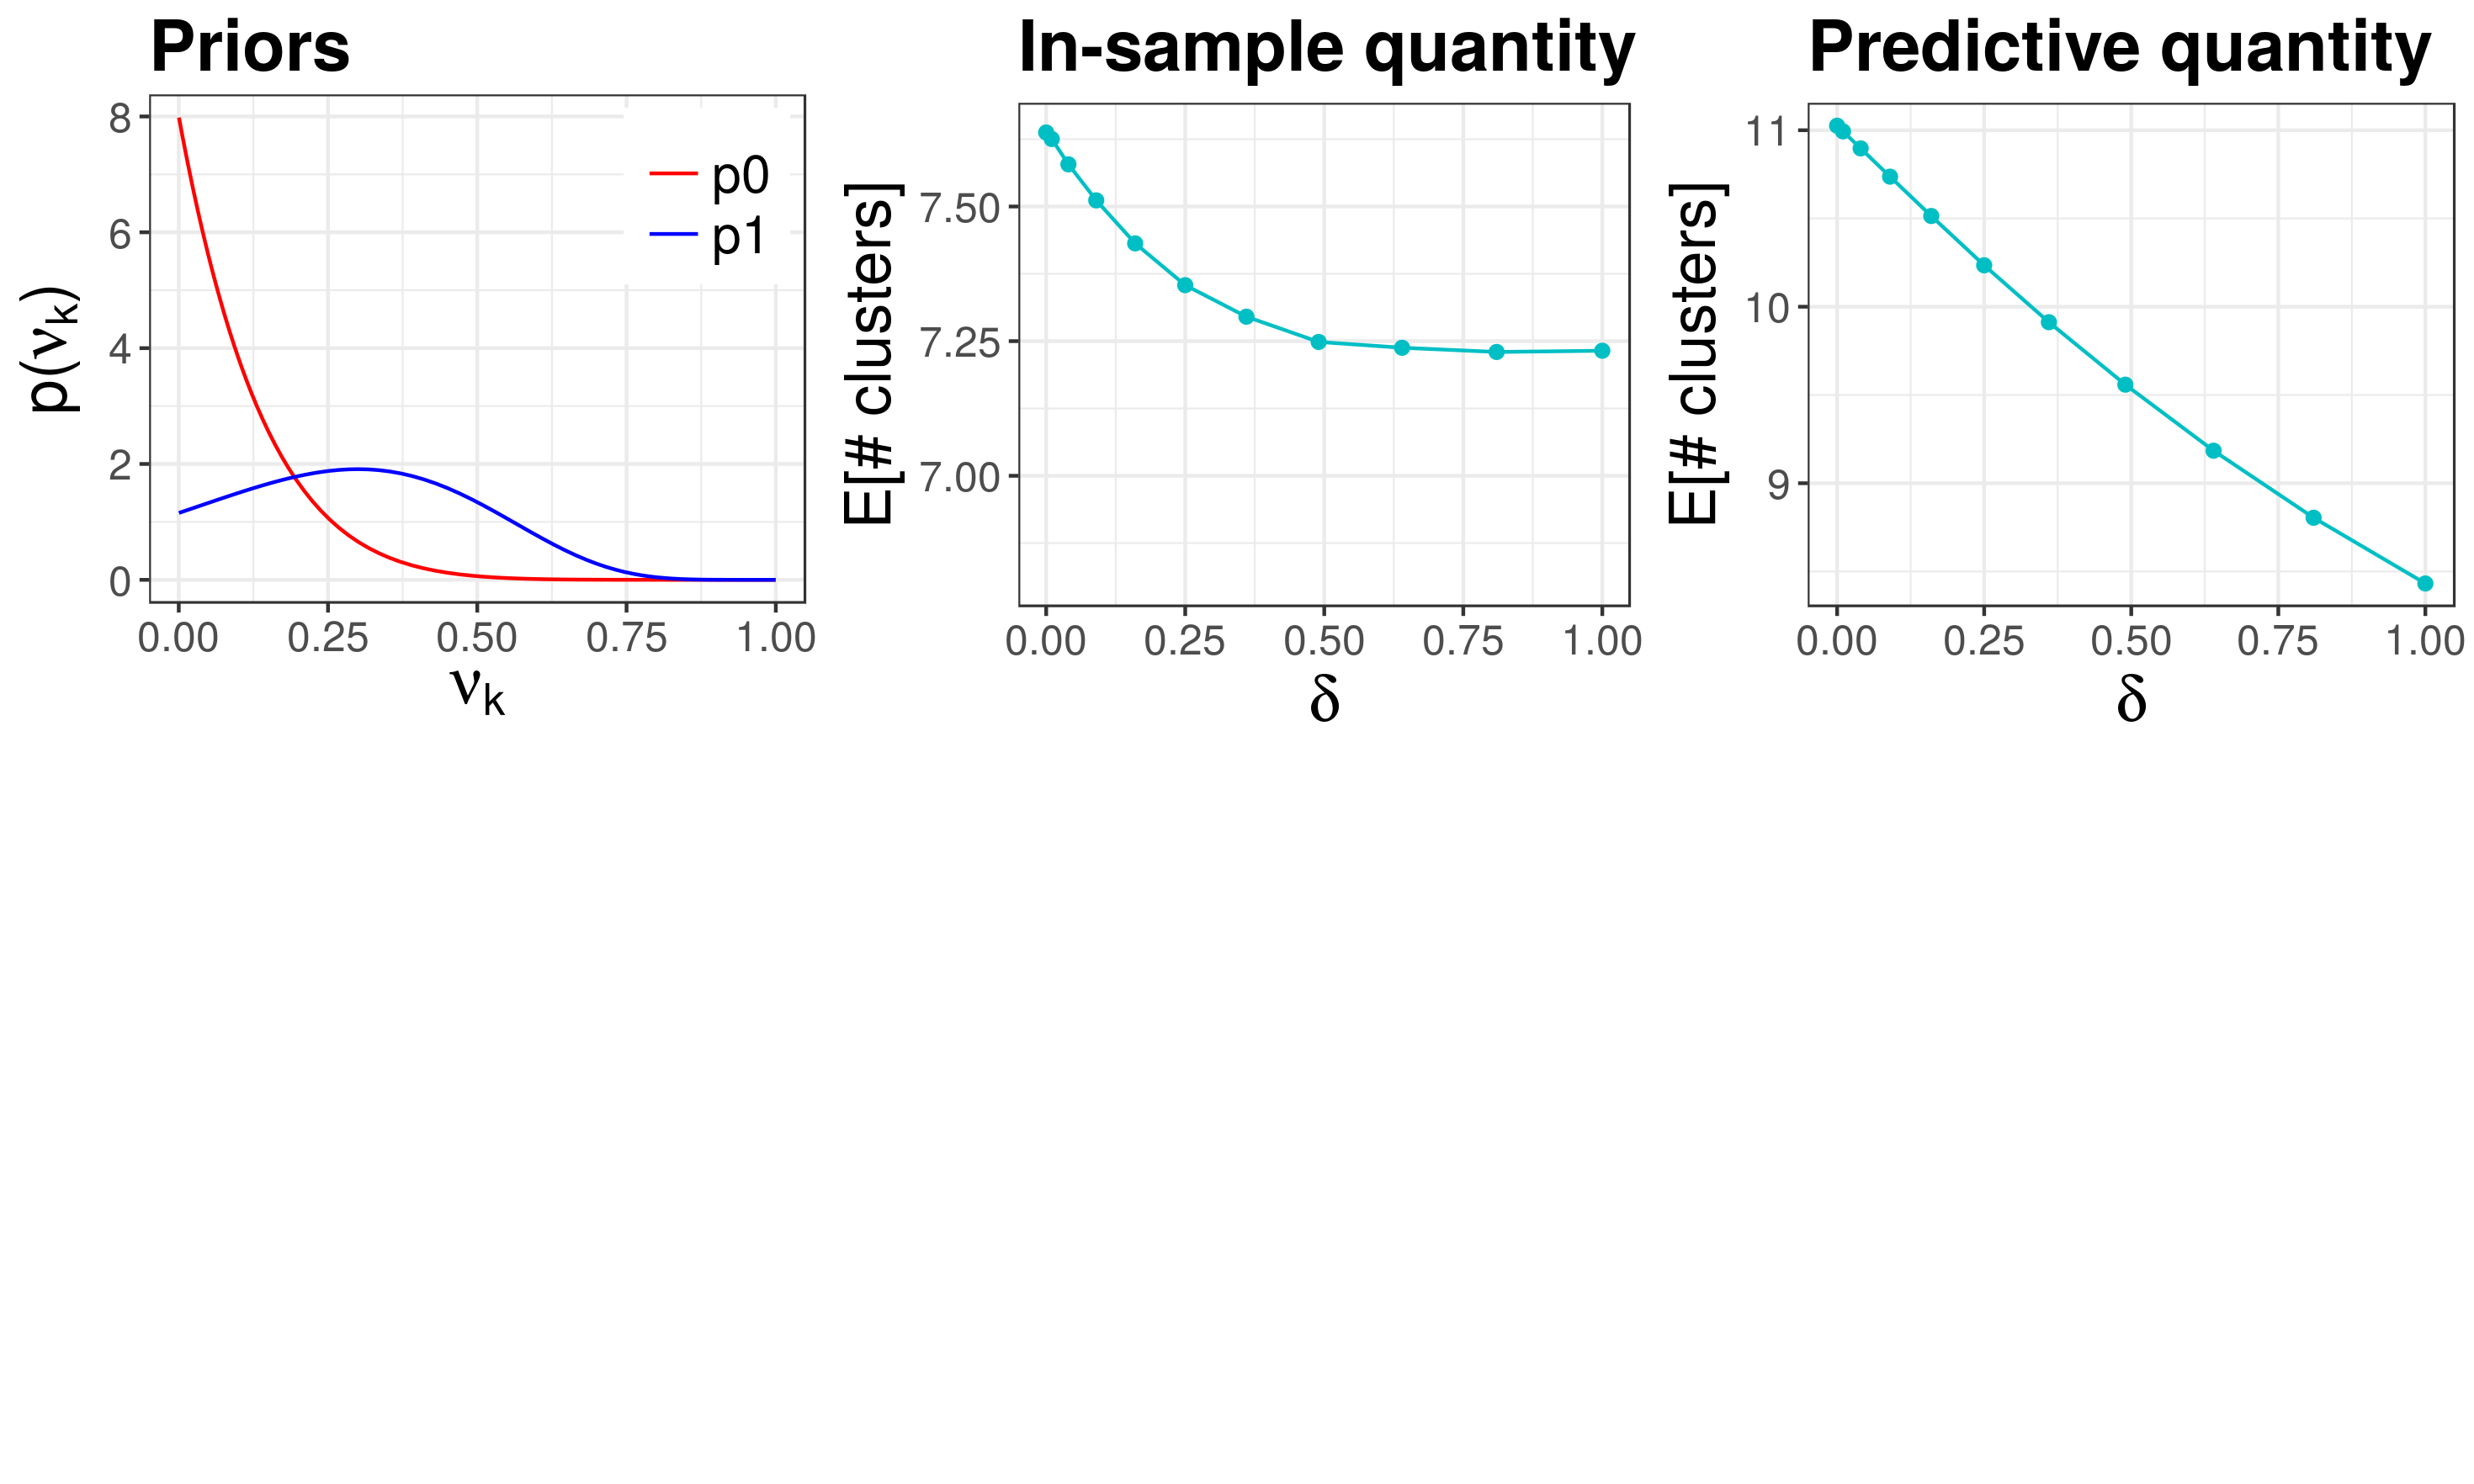 Priors
p(νk)
8
6
4
2
0
p0
p1
0.00 0.25 0.50 0.75 1.00
νk
In-sample quantity
E[# clusters]
7.50
7.25
7.00
0.00 0.25 0.50 0.75 1.00
δ
Predictive quantity
E[# clusters]
11
10
9
0.00 0.25 0.50 0.75 1.00
δ